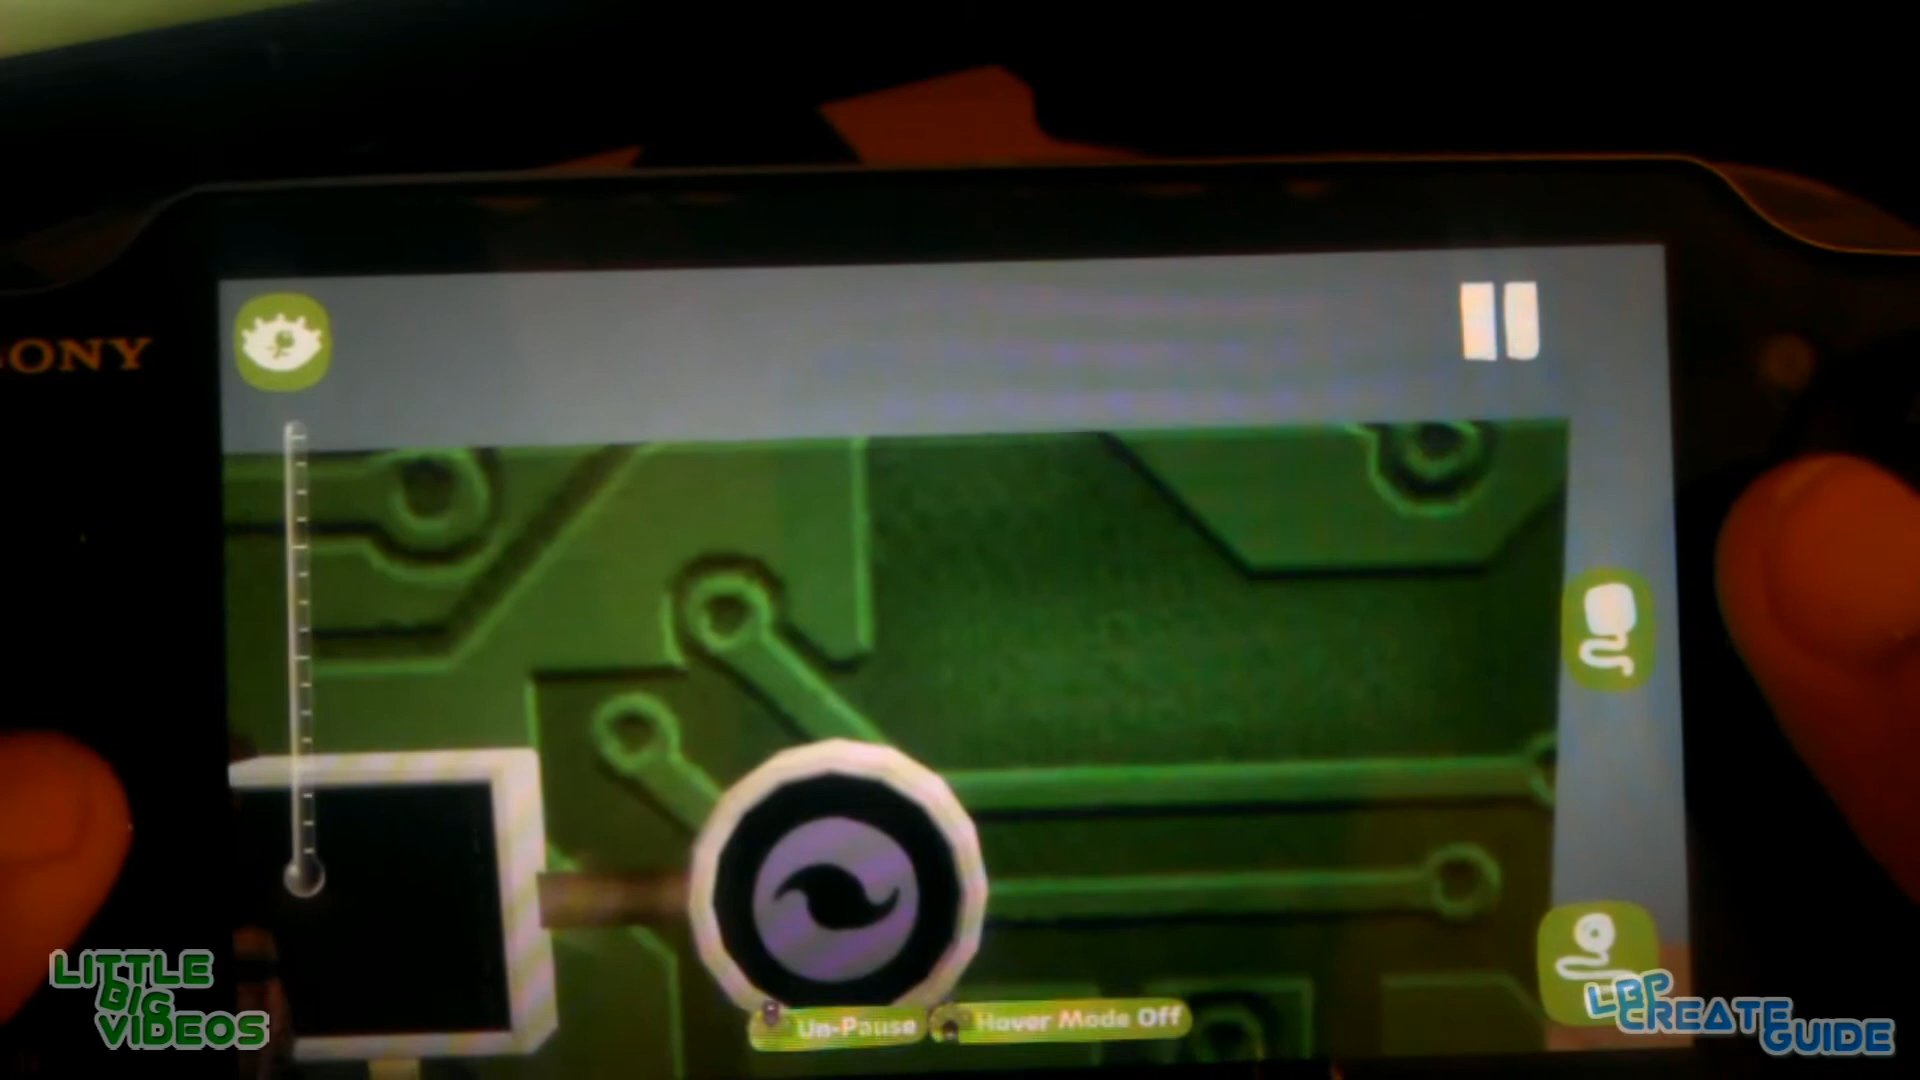 SONY
Un-Pause
Hover Mode Off
LITTLE
BIG
VIDEOS
LBP
CREATE
GUIDE